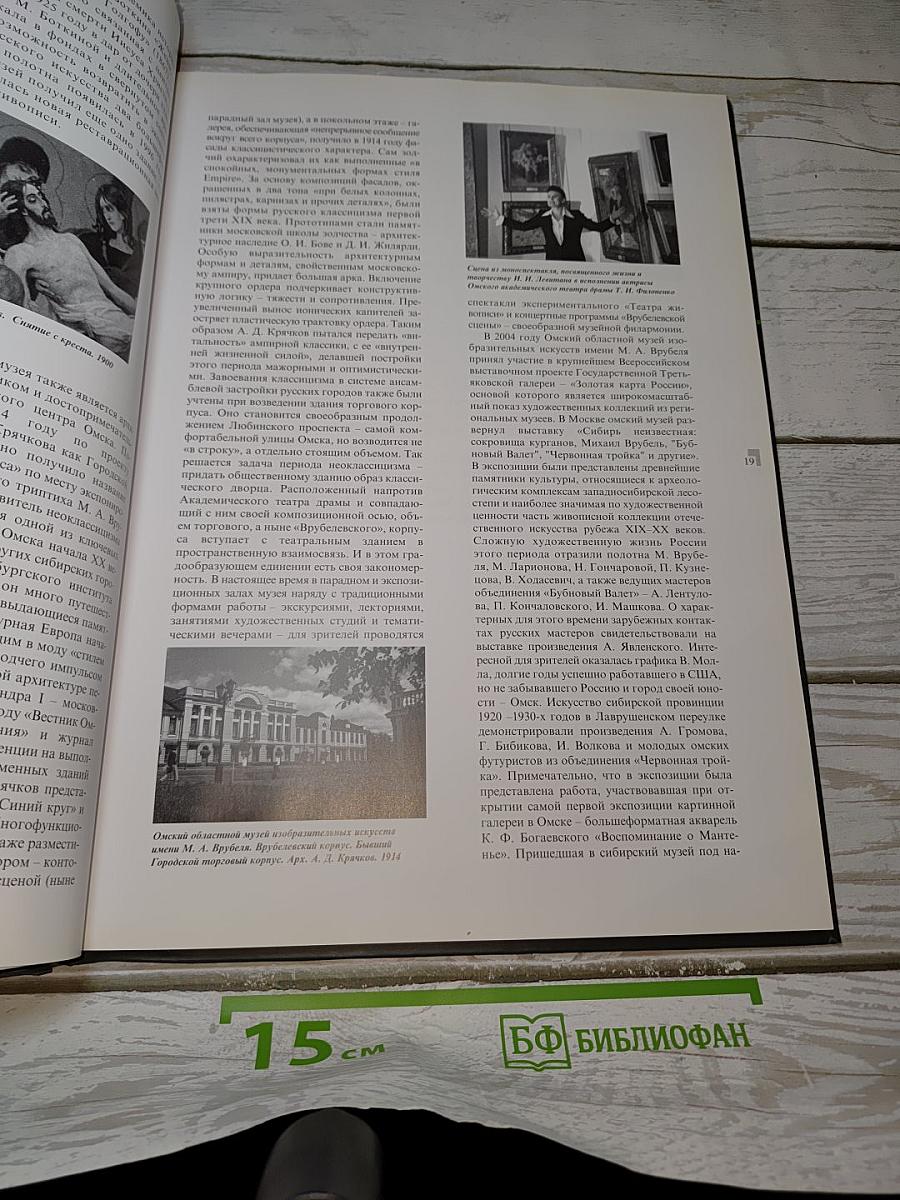 25 году в дар от дочери
М. Боткиной и долгое
парадный зал музея), а в цокольном этаже – га-
лерея, обеспечивающая «непрерывное сообщение
вокруг всего корпуса», получило в 1914 году фа-
сады классицистического характера. Сам зод-
чий охарактеризовал их как выполненные «в
спокойных, монументальных формах стиля
Empire». За основу композиций фасадов, ок-
рашенных в два тона «при белых колоннах,
пилястрах, карнизах и прочих деталях», были
взяты формы русского классицизма первой
трети XIX века. Прототипами стали памят-
ники московской школы зодчества – архитек-
турное наследие О. И. Бове и Д. И. Жилярди.
Особую выразительность архитектурным
формам и деталям, свойственным московско-
му ампиру, придает большая арка. Включение
крупного ордера подчеркивает конструктив-
ную логику – тяжести и сопротивления. Пре-
увеличенный вынос ионических капителей за-
остряет пластическую трактовку ордера. Таким
образом А. Д. Крячков пытался передать «ви-
тальность» ампирной классики, с ее «внутрен-
ней жизненной силой», делавшей постройки
этого периода мажорными и оптимистически-
ми. Завоевания классицизма в системе ансам-
блевой застройки русских городов также были
учтены при возведении здания торгового кор-
пуса. Оно становится своеобразным продол-
жением Любинского проспекта – самой ком-
фортабельной улицы Омска, но возводится не
«в строку», а отдельно стоящим объемом. Так
решается задача периода неоклассицизма –
придать общественному зданию образ класси-
ческого дворца. Расположенный напротив
Академического театра драмы и совпадаю-
щий с ним своей композиционной осью, объ-
ем торгового, а ныне «Врубелевского», корпу-
са вступает с театральным зданием в
пространственную взаимосвязь. И в этом гра-
дообразующем единении есть своя закономер-
ность. В настоящее время в парадном и экспози-
ционных залах музея наряду с традиционными
формами работы – экскурсиями, лекториями,
занятиями художественных студий и темати-
ческими вечерами – для зрителей проводятся
Омский областной музей изобразительных искусств
имени М. А. Врубеля. Врубелевский корпус. Бывший
Городской торговый корпус. Арх. А. Д. Крячков. 1914
Сцена из моноспектакля, посвященного жизни и
творчеству И. И. Левитана в исполнении актрисы
Омского академического театра драмы Т. И. Филоненко
спектакли экспериментального «Театра жи-
вописи» и концертные программы «Врубелевской
сцены» – своеобразной музейной филармонии.
В 2004 году Омский областной музей изо-
бразительных искусств имени М. А. Врубеля
принял участие в крупнейшем Всероссийском
выставочном проекте Государственной Треть-
яковской галереи – «Золотая карта России»,
основой которого является широкомасштаб-
ный показ художественных коллекций из реги-
ональных музеев. В Москве омский музей раз-
вернул выставку «Сибирь неизвестная:
сокровища курганов, Михаил Врубель, "Буб-
новый Валет", "Червонная тройка" и другие».
В экспозиции были представлены древнейшие
памятники культуры, относящиеся к археоло-
гическим комплексам западносибирской лесо-
степи и наиболее значимая по художественной
ценности часть живописной коллекции отече-
ственного искусства рубежа XIX–XX веков.
Сложную художественную жизнь России
этого периода отразили полотна М. Врубе-
ля, М. Ларионова, Н. Гончаровой, П. Кузне-
цова, В. Ходасевич, а также ведущих мастеров
объединения «Бубновый Валет» – А. Лентуло-
ва, П. Кончаловского, И. Машкова. О харак-
терных для этого времени зарубежных контак-
тах русских мастеров свидетельствовали на
выставке произведения А. Явленского. Инте-
ресной для зрителей оказалась графика В. Мол-
ла, долгие годы успешно работавшего в США,
но не забывавшего Россию и город своей юно-
сти – Омск. Искусство сибирской провинции
1920 –1930-х годов в Лаврушенском переулке
демонстрировали произведения А. Громова,
Г. Бибикова, И. Волкова и молодых омских
футуристов из объединения «Червонная трой-
ка». Примечательно, что в экспозиции была
представлена работа, участвовавшая при от-
крытии самой первой экспозиции картинной
галереи в Омске – большеформатная акварель
К. Ф. Богаевского «Воспоминание о Манте-
нье». Пришедшая в сибирский музей под на-
19
Снятие с креста. 1900
музея также является
15 см
БФ БИБЛИОФАН